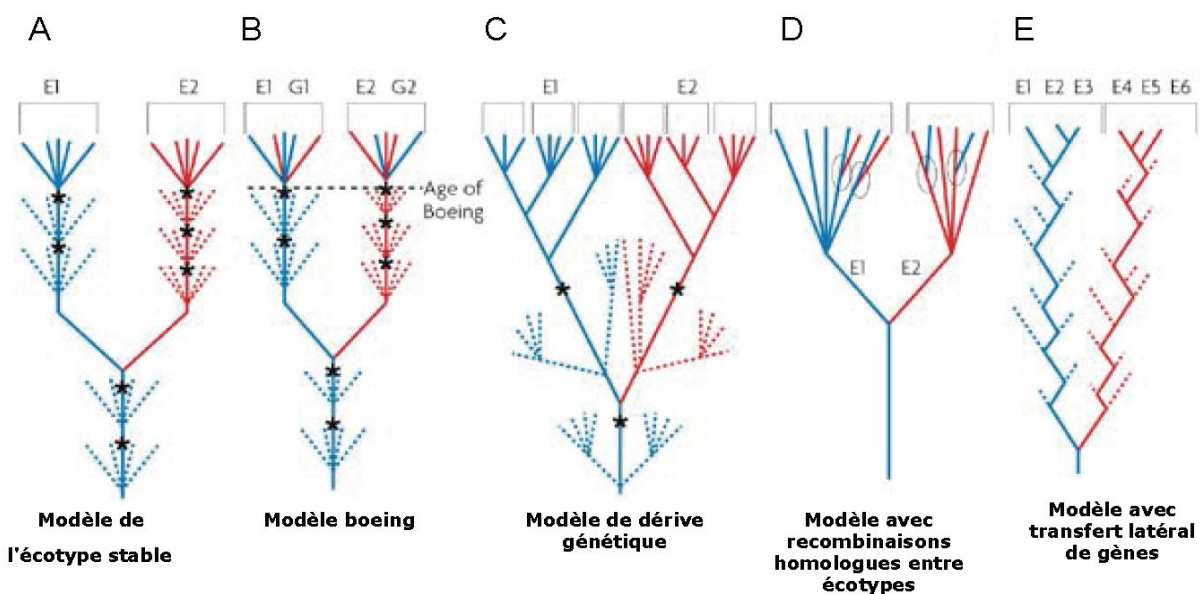 A B C D E
E1 E2 E1 G1 E2 G2 E1 E2 E1 E2 E3 E4 E5 E6
Age of
Boeing
E1 E2
Modèle de
l'écotype stable
Modèle boeing
Modèle de dérive
génétique
Modèle avec
recombinaisons
homologues entre
écotypes
Modèle avec
transfert latéral
de gènes